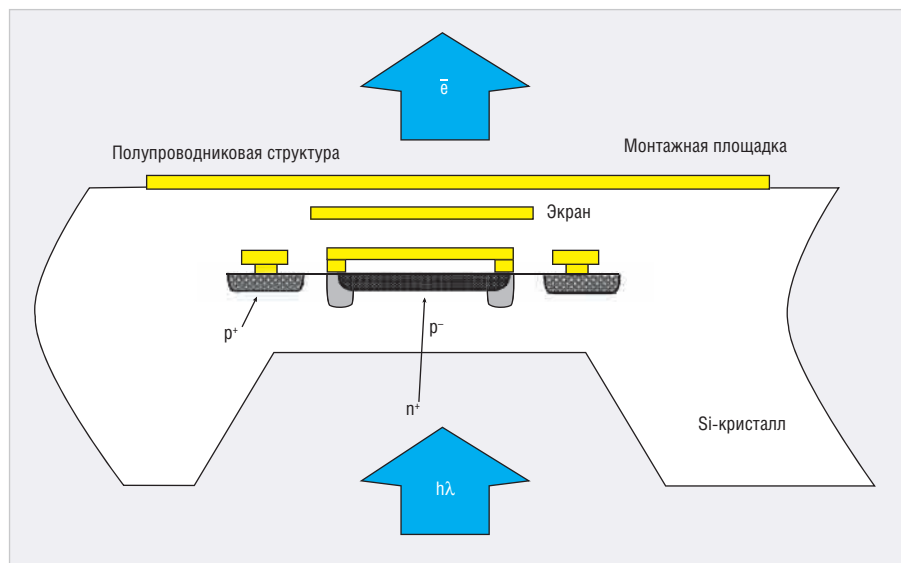 ē
Полупроводниковая структура
Монтажная площадка
Экран
p⁺
p⁻
n⁺
Si-кристалл
hλ